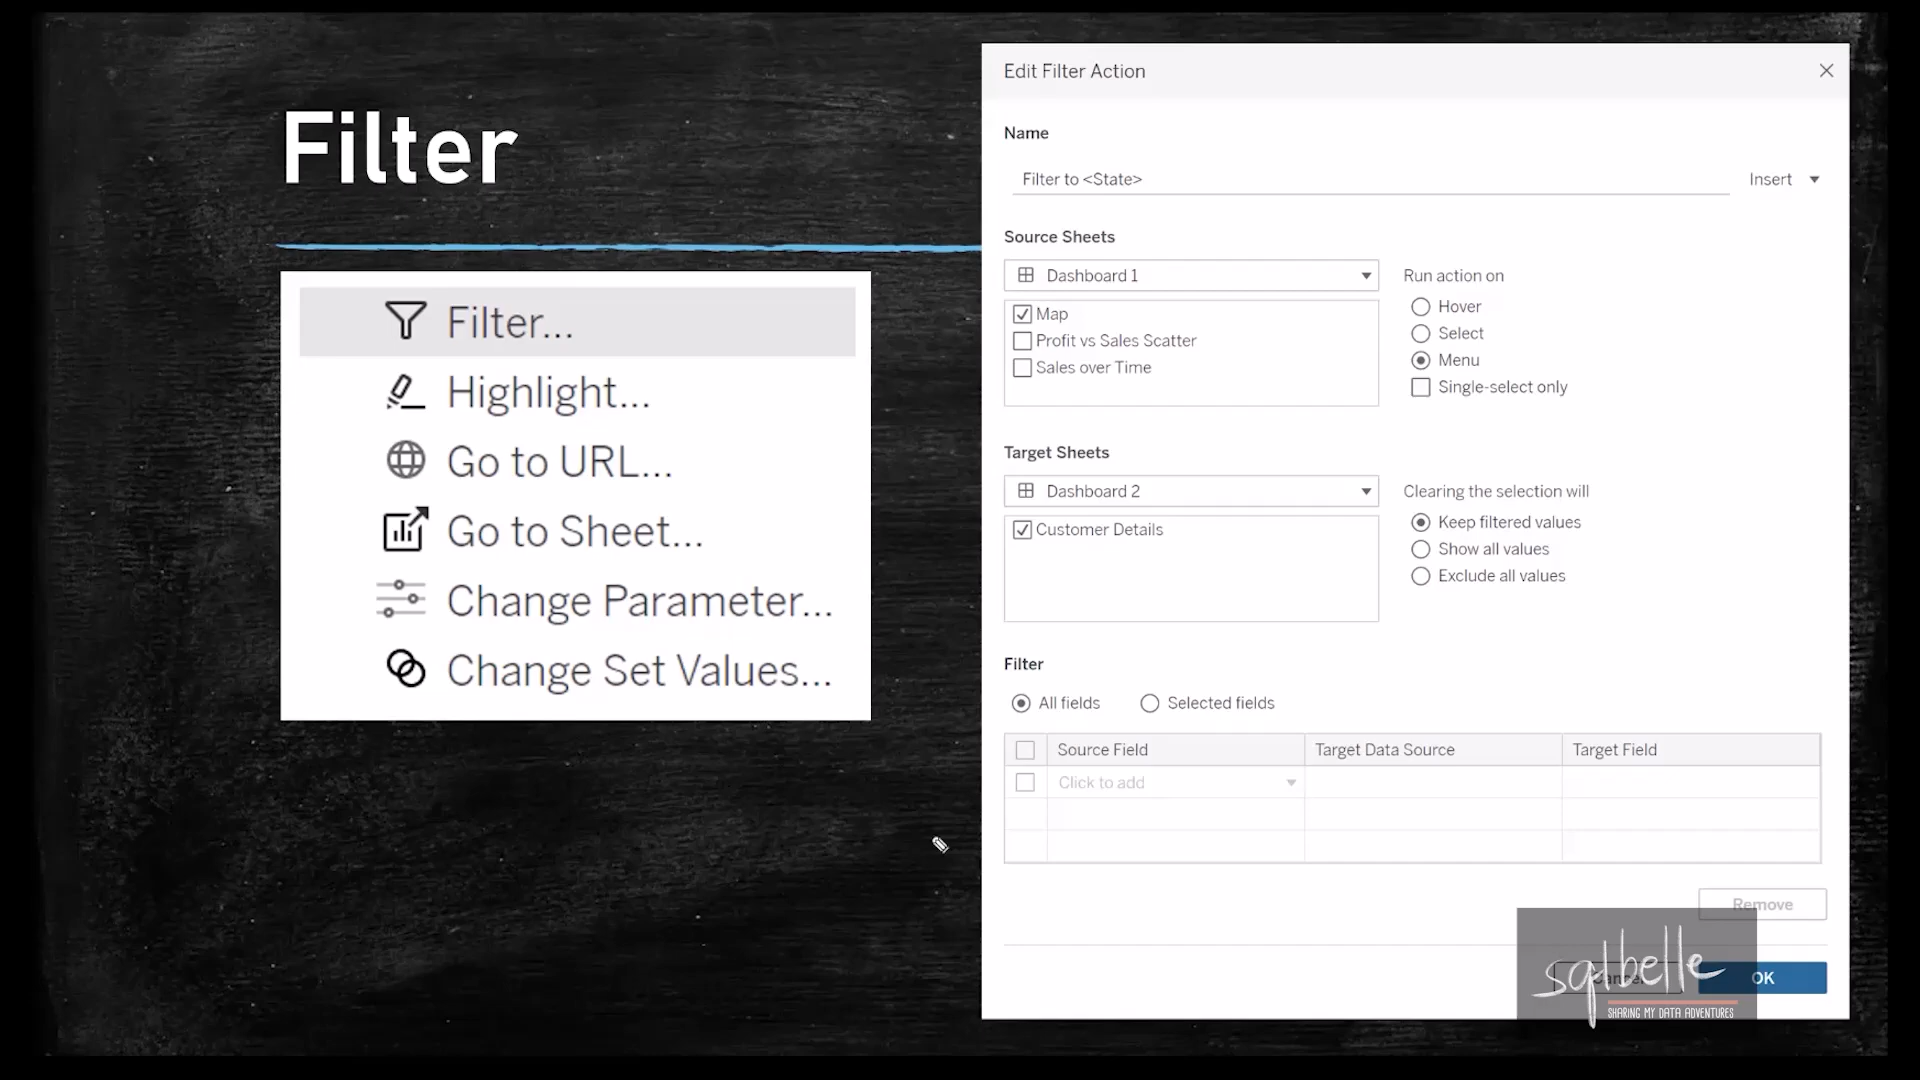 Filter
Filter...
Highlight...
Go to URL...
Go to Sheet...
Change Parameter...
Change Set Values...
Edit Filter Action
Name
Filter to <State>
Insert
Source Sheets
Dashboard 1
Map
Profit vs Sales Scatter
Sales over Time
Run action on
Hover
Select
Menu
Single-select only
Target Sheets
Dashboard 2
Customer Details
Clearing the selection will
Keep filtered values
Show all values
Exclude all values
Filter
All fields
Selected fields
Source Field
Target Data Source
Target Field
Click to add
Remove
Cancel
OK
sqlbelle
SHARING MY DATA ADVENTURES